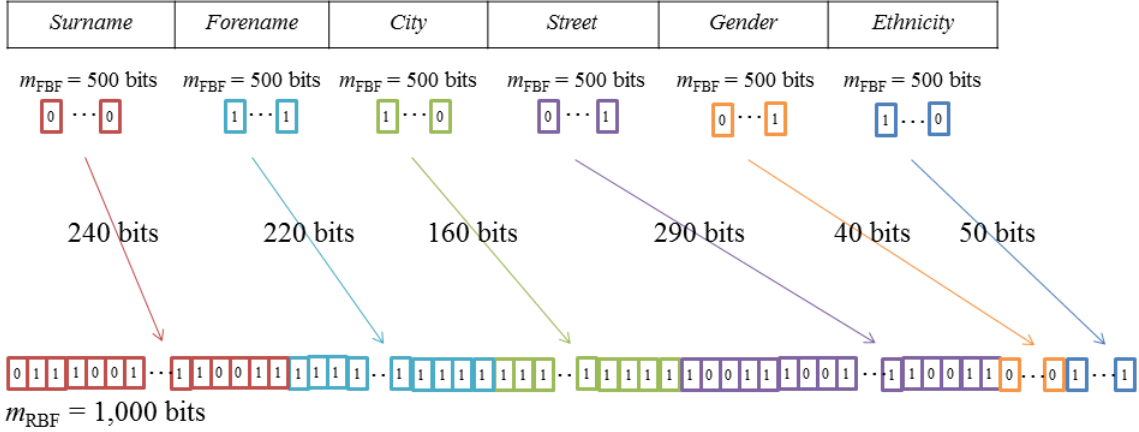 Surname Forename City Street Gender Ethnicity
mFBF = 500 bits mFBF = 500 bits mFBF = 500 bits mFBF = 500 bits mFBF = 500 bits mFBF = 500 bits
0 ··· 0 1 ··· 1 1 ··· 0 0 ··· 1 0 ··· 1 1 ··· 0
240 bits 220 bits 160 bits 290 bits 40 bits 50 bits
0 1 1 1 0 0 1 ··· 1 1 0 0 1 1 1 1 1 1 ·· 1 1 1 1 1 1 1 1 ·· 1 1 1 1 1 1 0 0 1 1 1 0 0 1 ··· 1 1 0 0 1 1 0 ··· 0 1 ··· 1
mRBF = 1,000 bits